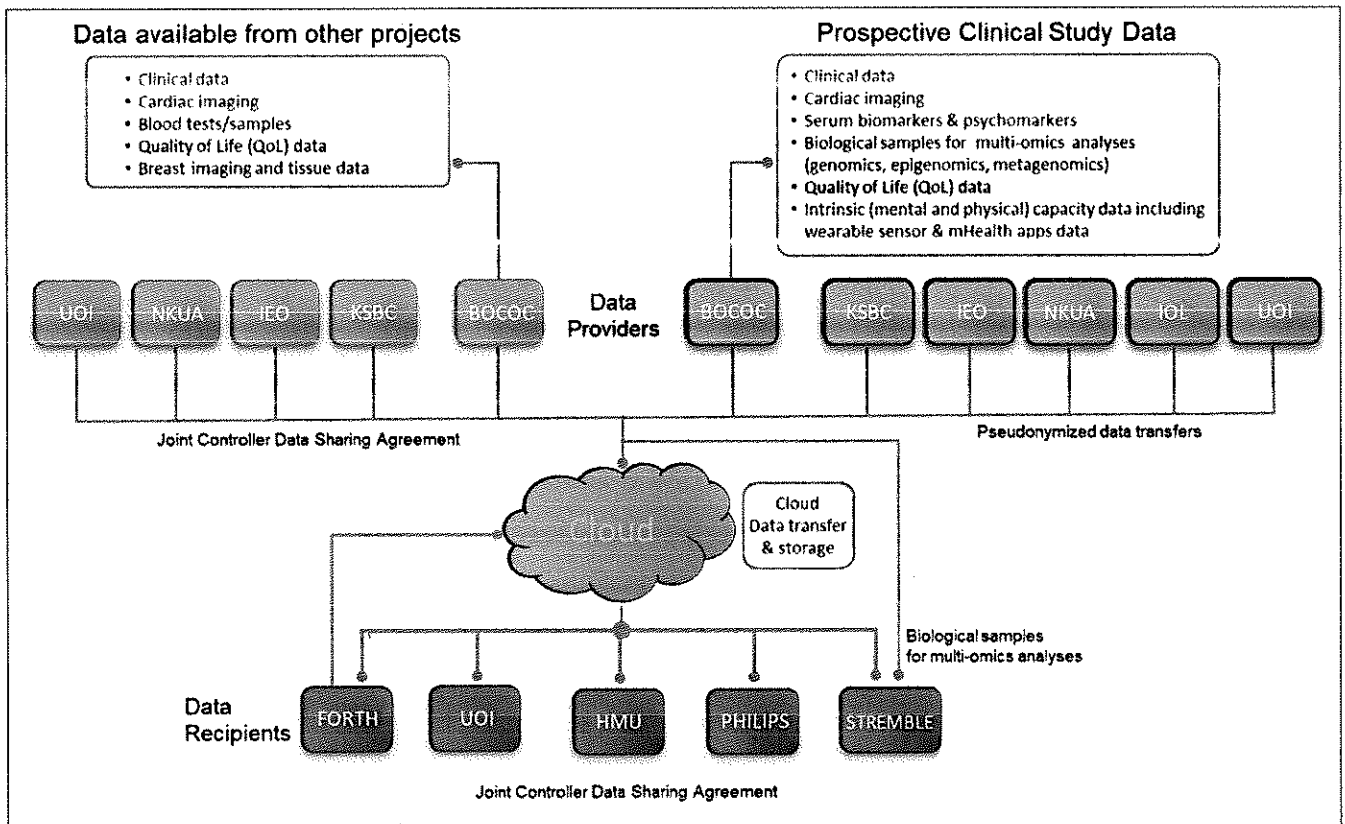 Data available from other projects
• Clinical data
• Cardiac imaging
• Blood tests/samples
• Quality of Life (QoL) data
• Breast imaging and tissue data
Prospective Clinical Study Data
• Clinical data
• Cardiac imaging
• Serum biomarkers & psychomarkers
• Biological samples for multi-omics analyses
(genomics, epigenomics, metagenomics)
• Quality of Life (QoL) data
• Intrinsic (mental and physical) capacity data including
wearable sensor & mHealth apps data
UOI
NKUA
IEO
KSBC
BOCOC
Data
Providers
BOCOC
KSBC
IEO
NKUA
IOL
UOI
Joint Controller Data Sharing Agreement
Pseudonymized data transfers
Cloud
Cloud
Data transfer
& storage
Biological samples
for multi-omics analyses
Data
Recipients
FORTH
UOI
HMU
PHILIPS
STREMBLE
Joint Controller Data Sharing Agreement